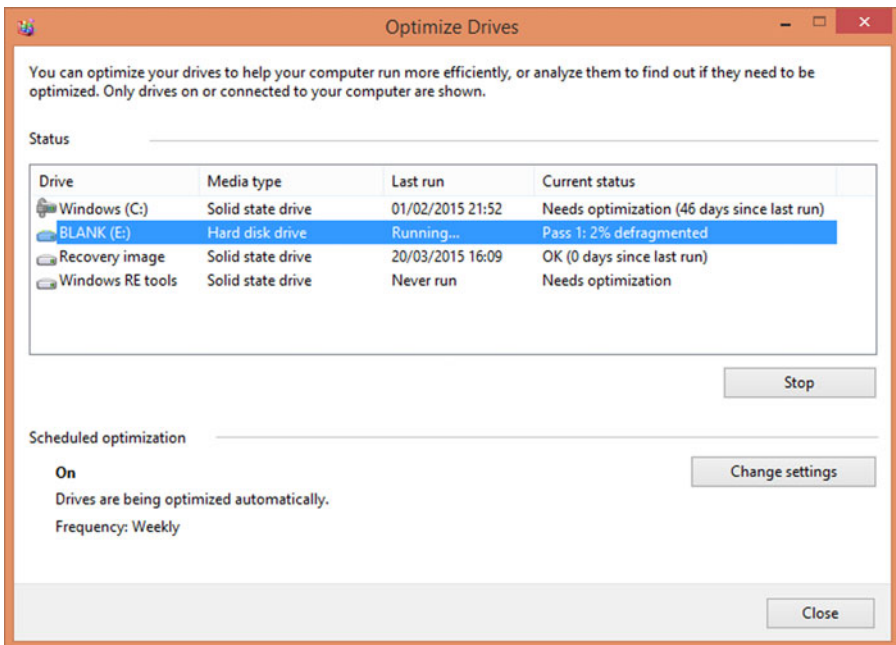 Optimize Drives
You can optimize your drives to help your computer run more efficiently, or analyze them to find out if they need to be
optimized. Only drives on or connected to your computer are shown.
Status
Drive Media type Last run Current status
Windows (C:) Solid state drive 01/02/2015 21:52 Needs optimization (46 days since last run)
BLANK (E:) Hard disk drive Running... Pass 1: 2% defragmented
Recovery image Solid state drive 20/03/2015 16:09 OK (0 days since last run)
Windows RE tools Solid state drive Never run Needs optimization
Stop
Scheduled optimization
On
Change settings
Drives are being optimized automatically.
Frequency: Weekly
Close